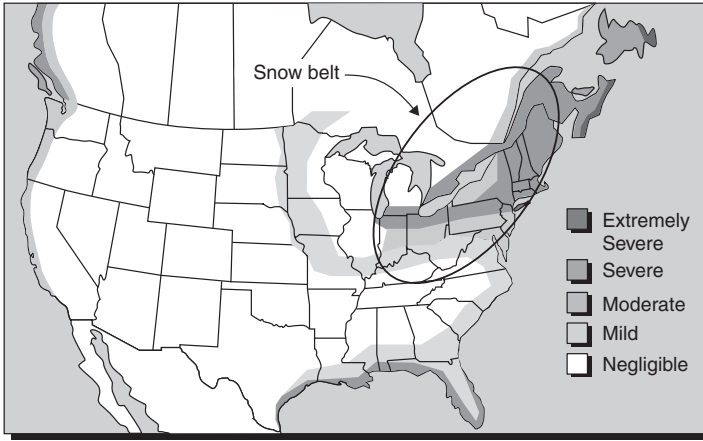 Snow belt
Extremely
Severe
Severe
Moderate
Mild
Negligible